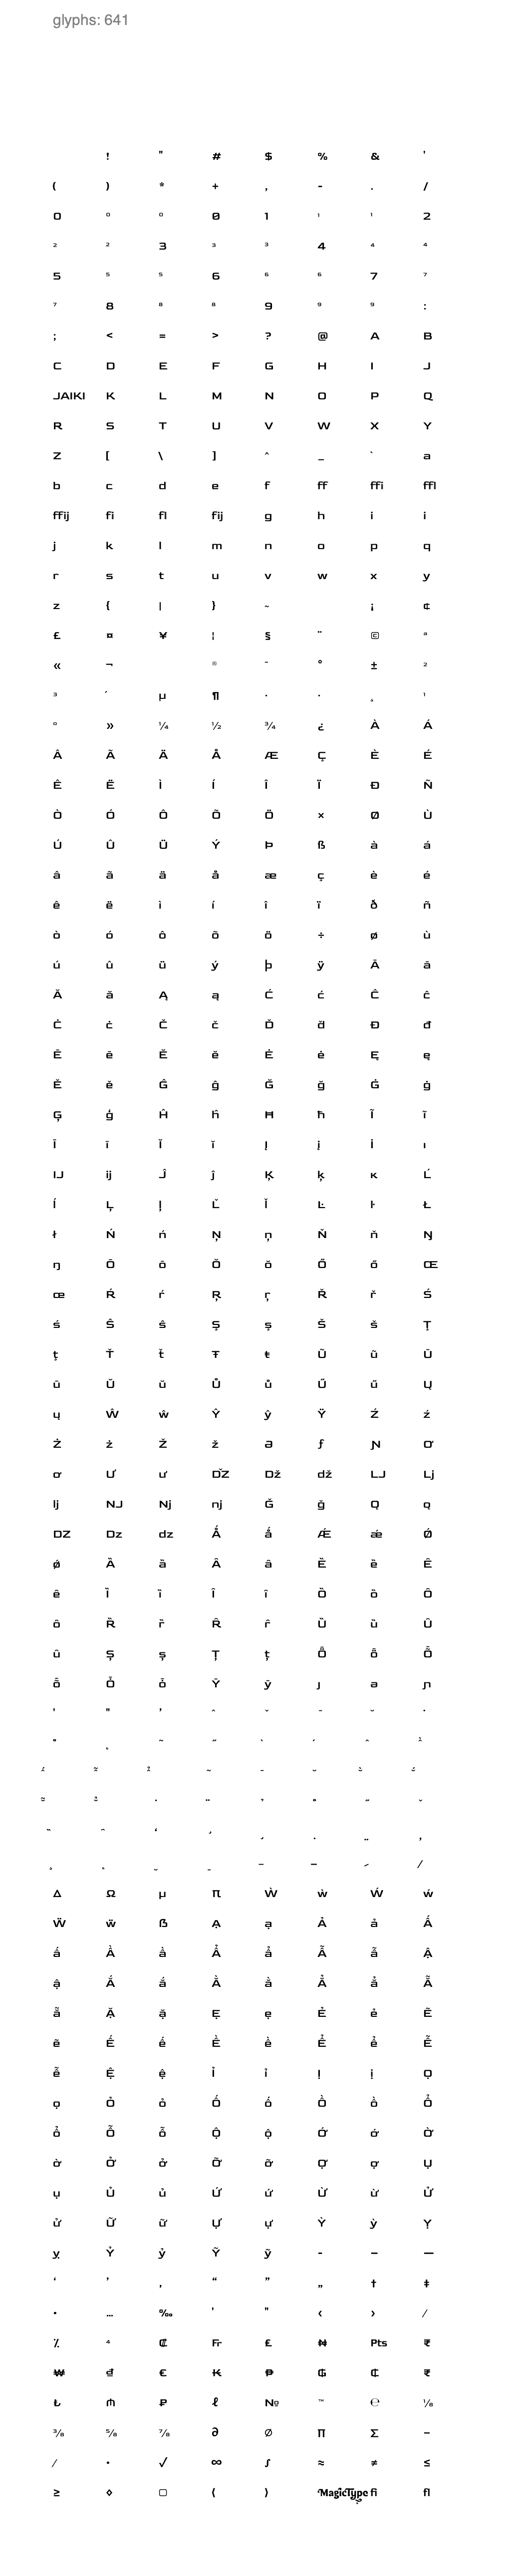 glyphs: 641
! " # $ % & '
( ) * + , - . /
0 ⁰ ⁰ 0 1 ¹ ¹ 2
² ² 3 ³ ³ 4 ⁴ ⁴
5 ⁵ ⁵ 6 ⁶ ⁶ 7 ⁷
⁷ 8 ⁸ ⁸ 9 ⁹ ⁹ :
; < = > ? @ A B
C D E F G H I J
JAIKI K L M N O P Q
R S T U V W X Y
Z [ \ ] ^ _ ` a
b c d e f ff ffi ffl
ffij fi fl fij g h i i
j k l m n o p q
r s t u v w x y
z { | } ~ ¡ ¢
£ ¤ ¥ ¦ § ¨ © ª
« ¬ ® ¯ ° ± ²
³ ´ µ ¶ · · ¸ ¹
º » ¼ ½ ¾ ¿ À Á
Â Ã Ä Å Æ Ç È É
Ê Ë Ì Í Î Ï Ð Ñ
Ò Ó Ô Õ Ö × Ø Ù
Ú Û Ü Ý Þ ß à á
â ã ä å æ ç è é
ê ë ì í î ï ð ñ
ò ó ô õ ö ÷ ø ù
ú û ü ý þ ÿ Ā ā
Ă ă Ą ą Ć ć Ĉ ĉ
Ċ ċ Č č Ď ď Đ đ
Ē ē Ĕ ĕ Ė ė Ę ę
Ě ě Ĝ ĝ Ğ ğ Ġ ġ
Ģ ģ Ĥ ĥ Ħ ħ Ĩ ĩ
Ī ī Ĭ ĭ Į į İ ı
IJ ij Ĵ ĵ Ķ ķ ĸ Ĺ
ĺ Ļ ļ Ľ ľ Ŀ ŀ Ł
ł Ń ń Ņ ņ Ň ň Ŋ
ŋ Ō ō Ŏ ŏ Ő ő Œ
œ Ŕ ŕ Ŗ ŗ Ř ř Ś
ś Ŝ ŝ Ş ş Š š Ţ
ţ Ť ť Ŧ ŧ Ũ ũ Ū
ū Ŭ ŭ Ů ů Ű ű Ų
ų Ŵ ŵ Ŷ ŷ Ÿ Ź ź
Ż ż Ž ž Ə ƒ Ɲ Ơ
ơ Ư ư DŽ Dž dž LJ Lj
lj NJ Nj nj Ğ ğ Q q
DZ Dz dz Ǻ ǻ Ǽ ǽ Ǿ
ǿ Ȁ ȁ Ȃ ȃ Ȅ ȅ Ȇ
ȇ Ȉ ȉ Ȋ ȋ Ȍ ȍ Ȏ
ȏ Ȑ ȑ Ȓ ȓ Ȕ ȕ Ȗ
ȗ Ș ș Ț ț Ȫ ȫ Ȭ
ȭ Ȱ ȱ Ȳ ȳ ȷ ə ɲ
Δ Ω μ π Ẁ ẁ Ẃ ẃ
Ẅ ẅ ẞ Ạ ạ Ả ả Ấ
ấ Ầ ầ Ẩ ẩ Ẫ ẫ Ậ
ậ Ắ ắ Ằ ằ Ẳ ẳ Ẵ
ẵ Ặ ặ Ẹ ẹ Ẻ ẻ Ẽ
ẽ Ế ế Ề ề Ể ể Ễ
ễ Ệ ệ Ỉ ỉ Ị ị Ọ
ọ Ỏ ỏ Ố ố Ồ ồ Ổ
ổ Ỗ ỗ Ộ ộ Ớ ớ Ờ
ờ Ở ở Ỡ ỡ Ợ ợ Ụ
ụ Ủ ủ Ứ ứ Ừ ừ Ử
ử Ữ ữ Ự ự Ỳ ỳ Ỵ
ỵ Ỷ ỷ Ỹ ỹ - – —
‘ ’ ‚ “ ” „ † ‡
• … ‰ ′ ″ ‹ › ⁄
⁒ ⁴ ₡ Fr ₤ ₦ Pts ₹
₩ ₫ € ₭ ₱ ₲ ₵ ₹
₺ ₼ ₽ ℓ № ™ ℮ ⅛
⅜ ⅝ ⅞ ∂ ∅ ∏ ∑ −
∕ ∙ √ ∞ ∫ ≈ ≠ ≤
≥ ◊ ▢ ⟨ ⟩ MagicType fi fl